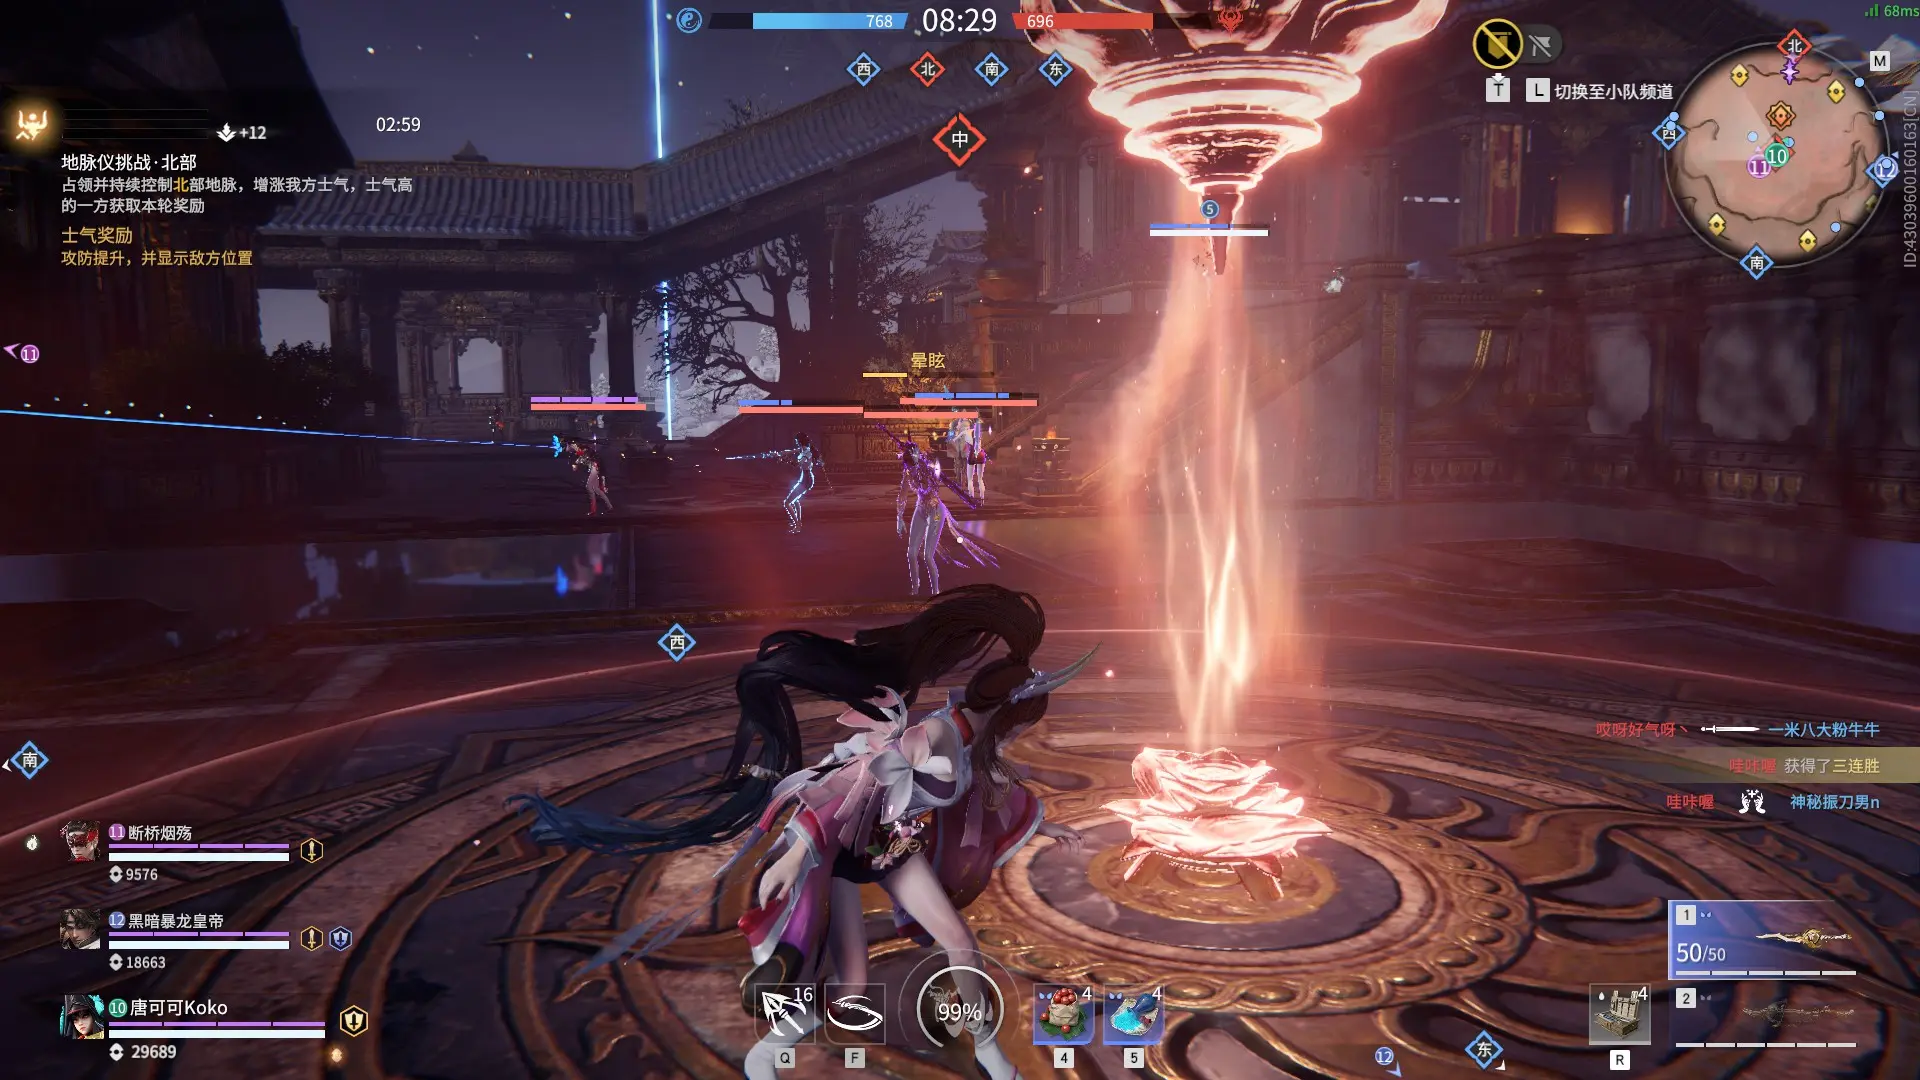 768
08:29
696
68ms
西
北
南
东
中
+12
02:59
地脉仪挑战·北部
占领并持续控制北部地脉，增涨我方士气，士气高
的一方获取本轮奖励
士气奖励
攻防提升，并显示敌方位置
T
L 切换至小队频道
M
北
西
10
11
12
南
ID:43039600160163[CN]
5
晕眩
11
西
南
哎呀好气呀丶 一米八大粉牛牛
哇咔喔 获得了三连胜
哇咔喔 神秘振刀男n
11 断桥烟殇
9576
12 黑暗暴龙皇帝
18663
10 唐可可Koko
29689
16
Q
F
99%
4
4
4
5
12
东
4
R
1
50/50
2